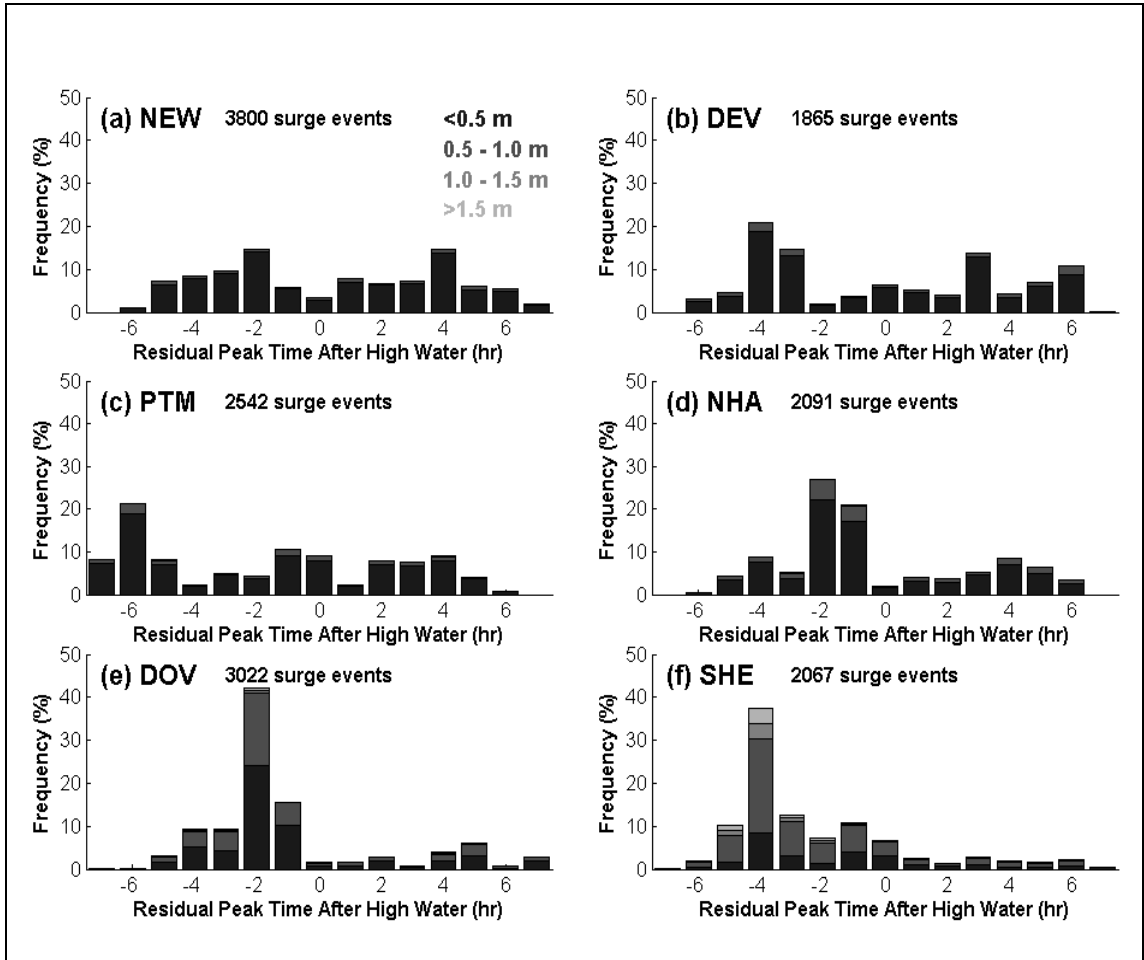 (a) NEW 3800 surge events
<0.5 m
0.5 - 1.0 m
1.0 - 1.5 m
>1.5 m
Frequency (%)
50
40
30
20
10
0
-6 -4 -2 0 2 4 6
Residual Peak Time After High Water (hr)
(b) DEV 1865 surge events
Frequency (%)
50
40
30
20
10
0
-6 -4 -2 0 2 4 6
Residual Peak Time After High Water (hr)
(c) PTM 2542 surge events
Frequency (%)
50
40
30
20
10
0
-6 -4 -2 0 2 4 6
Residual Peak Time After High Water (hr)
(d) NHA 2091 surge events
Frequency (%)
50
40
30
20
10
0
-6 -4 -2 0 2 4 6
Residual Peak Time After High Water (hr)
(e) DOV 3022 surge events
Frequency (%)
50
40
30
20
10
0
-6 -4 -2 0 2 4 6
Residual Peak Time After High Water (hr)
(f) SHE 2067 surge events
Frequency (%)
50
40
30
20
10
0
-6 -4 -2 0 2 4 6
Residual Peak Time After High Water (hr)